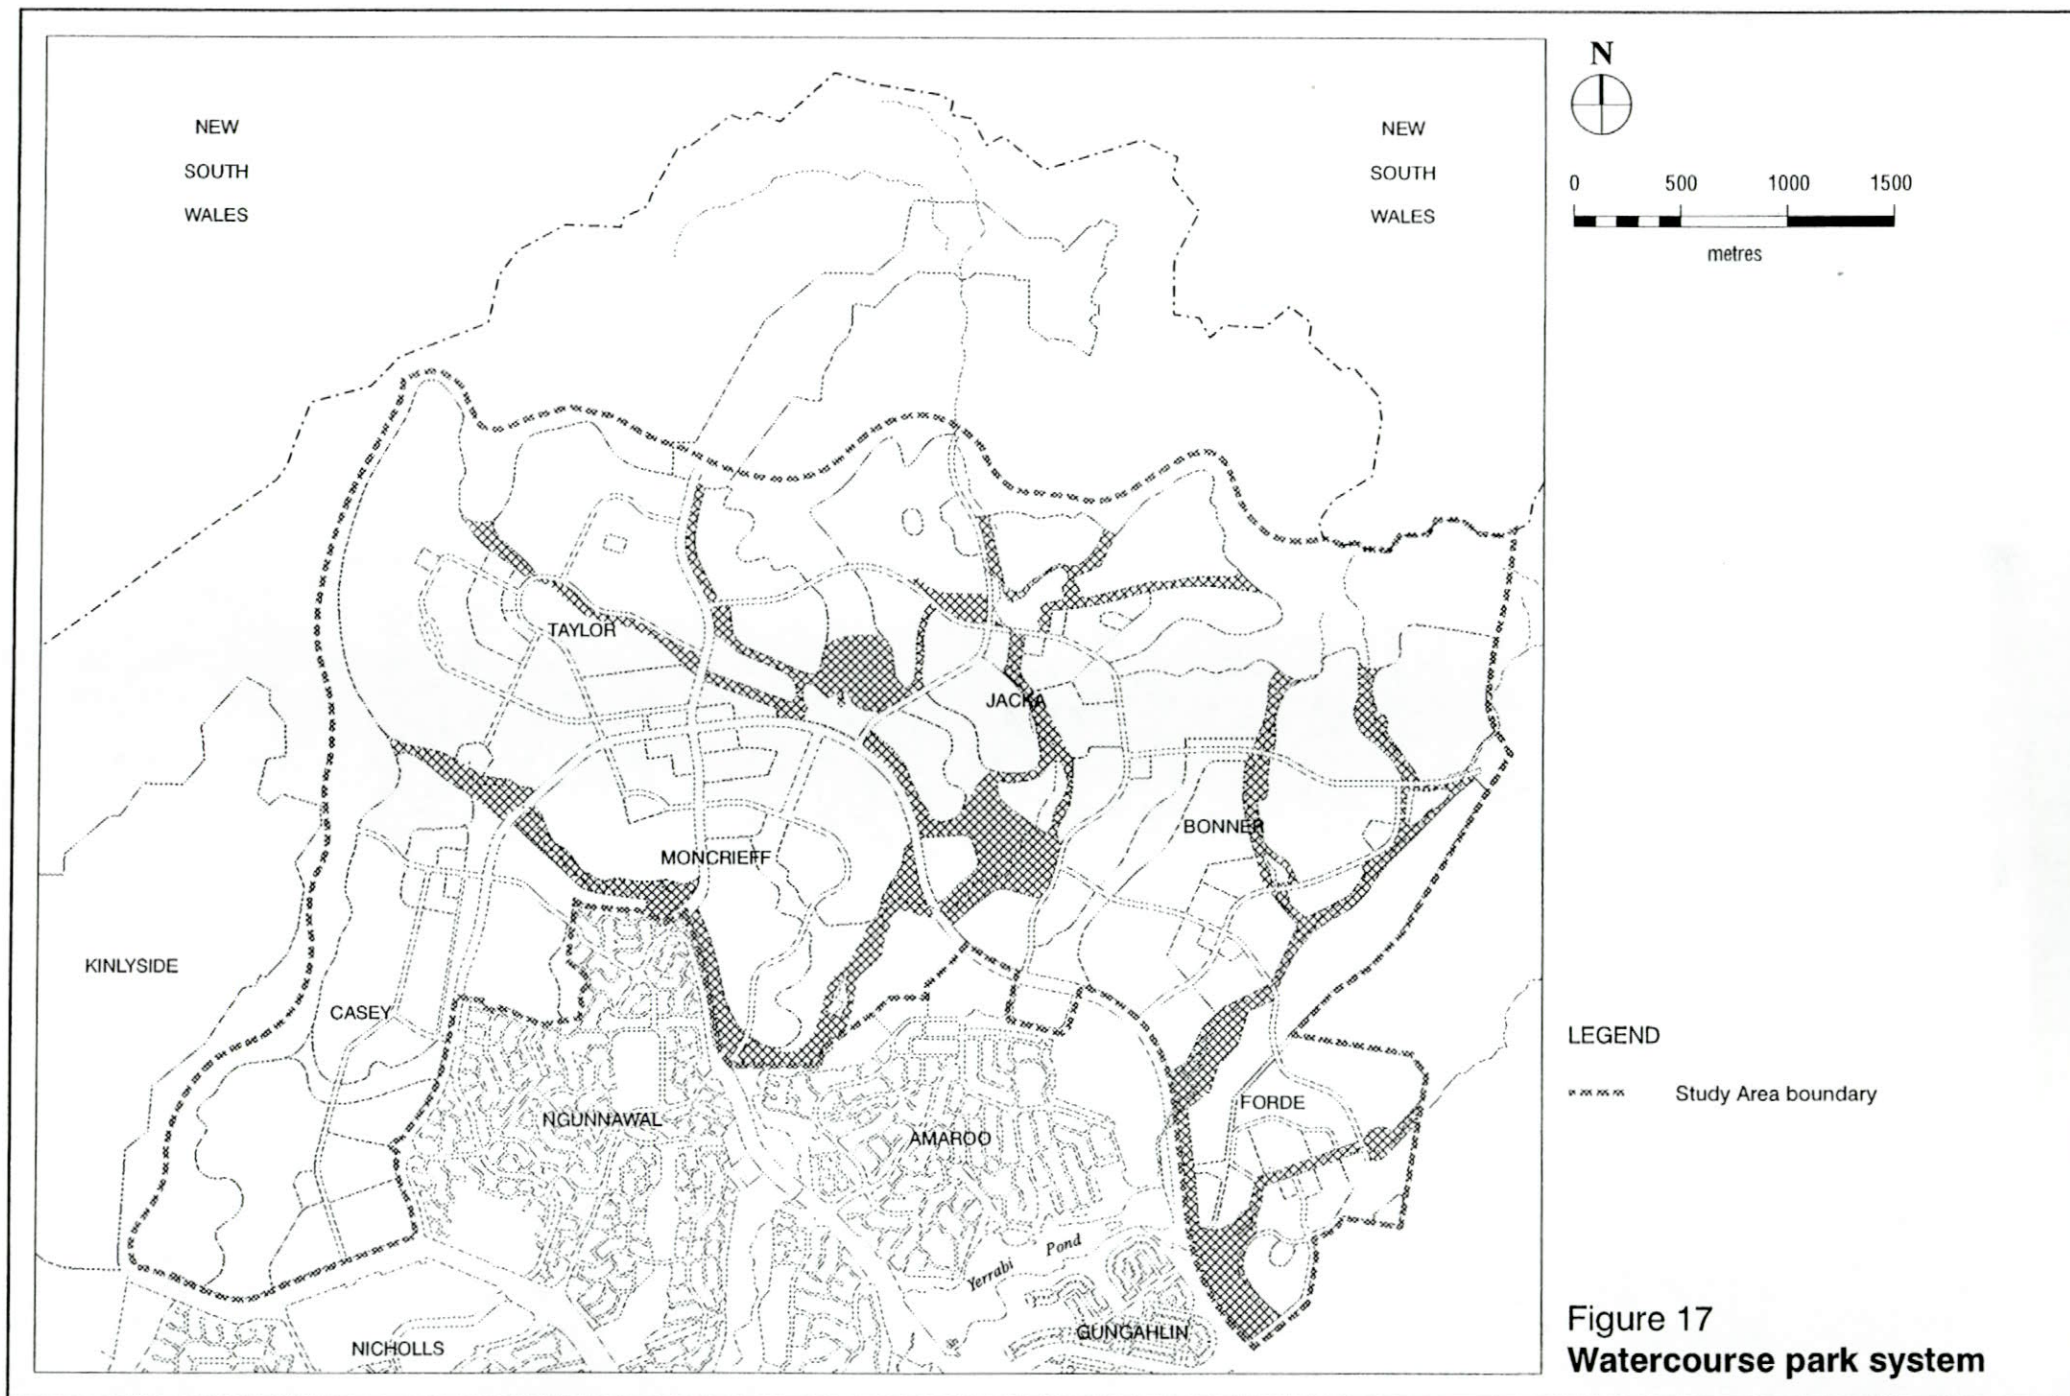 NEW
SOUTH
WALES
NEW
SOUTH
WALES
N
0 500 1000 1500
metres
TAYLOR
JACKA
BONNER
MONCRIEFF
KINLYSIDE
CASEY
NGUNNAWAL
AMAROO
FORDE
Yerrabi Pond
NICHOLLS
GUNGAHLIN
LEGEND
Study Area boundary
Figure 17
Watercourse park system